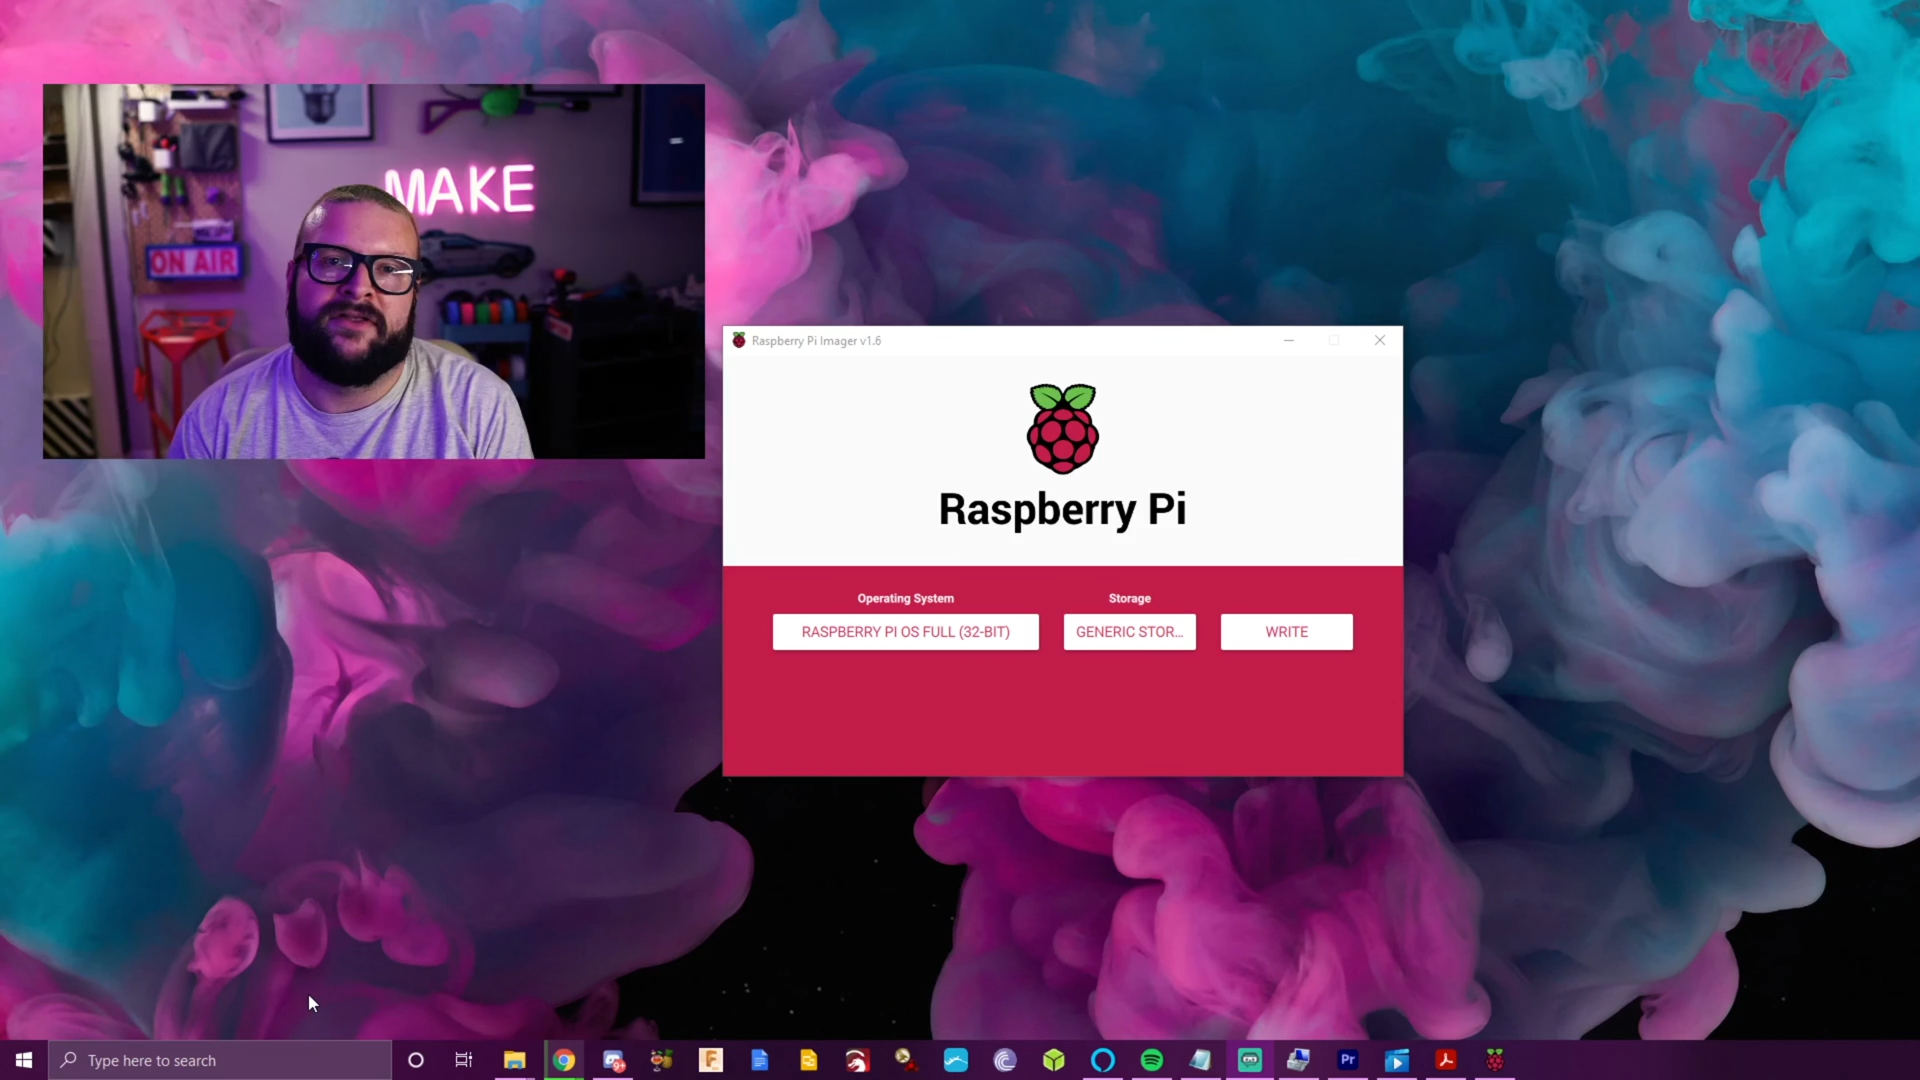 MAKE
ON AIR
Raspberry Pi Imager v1.6
Raspberry Pi
Operating System
Storage
RASPBERRY PI OS FULL (32-BIT)
GENERIC STOR...
WRITE
Type here to search
9+
F
Pr